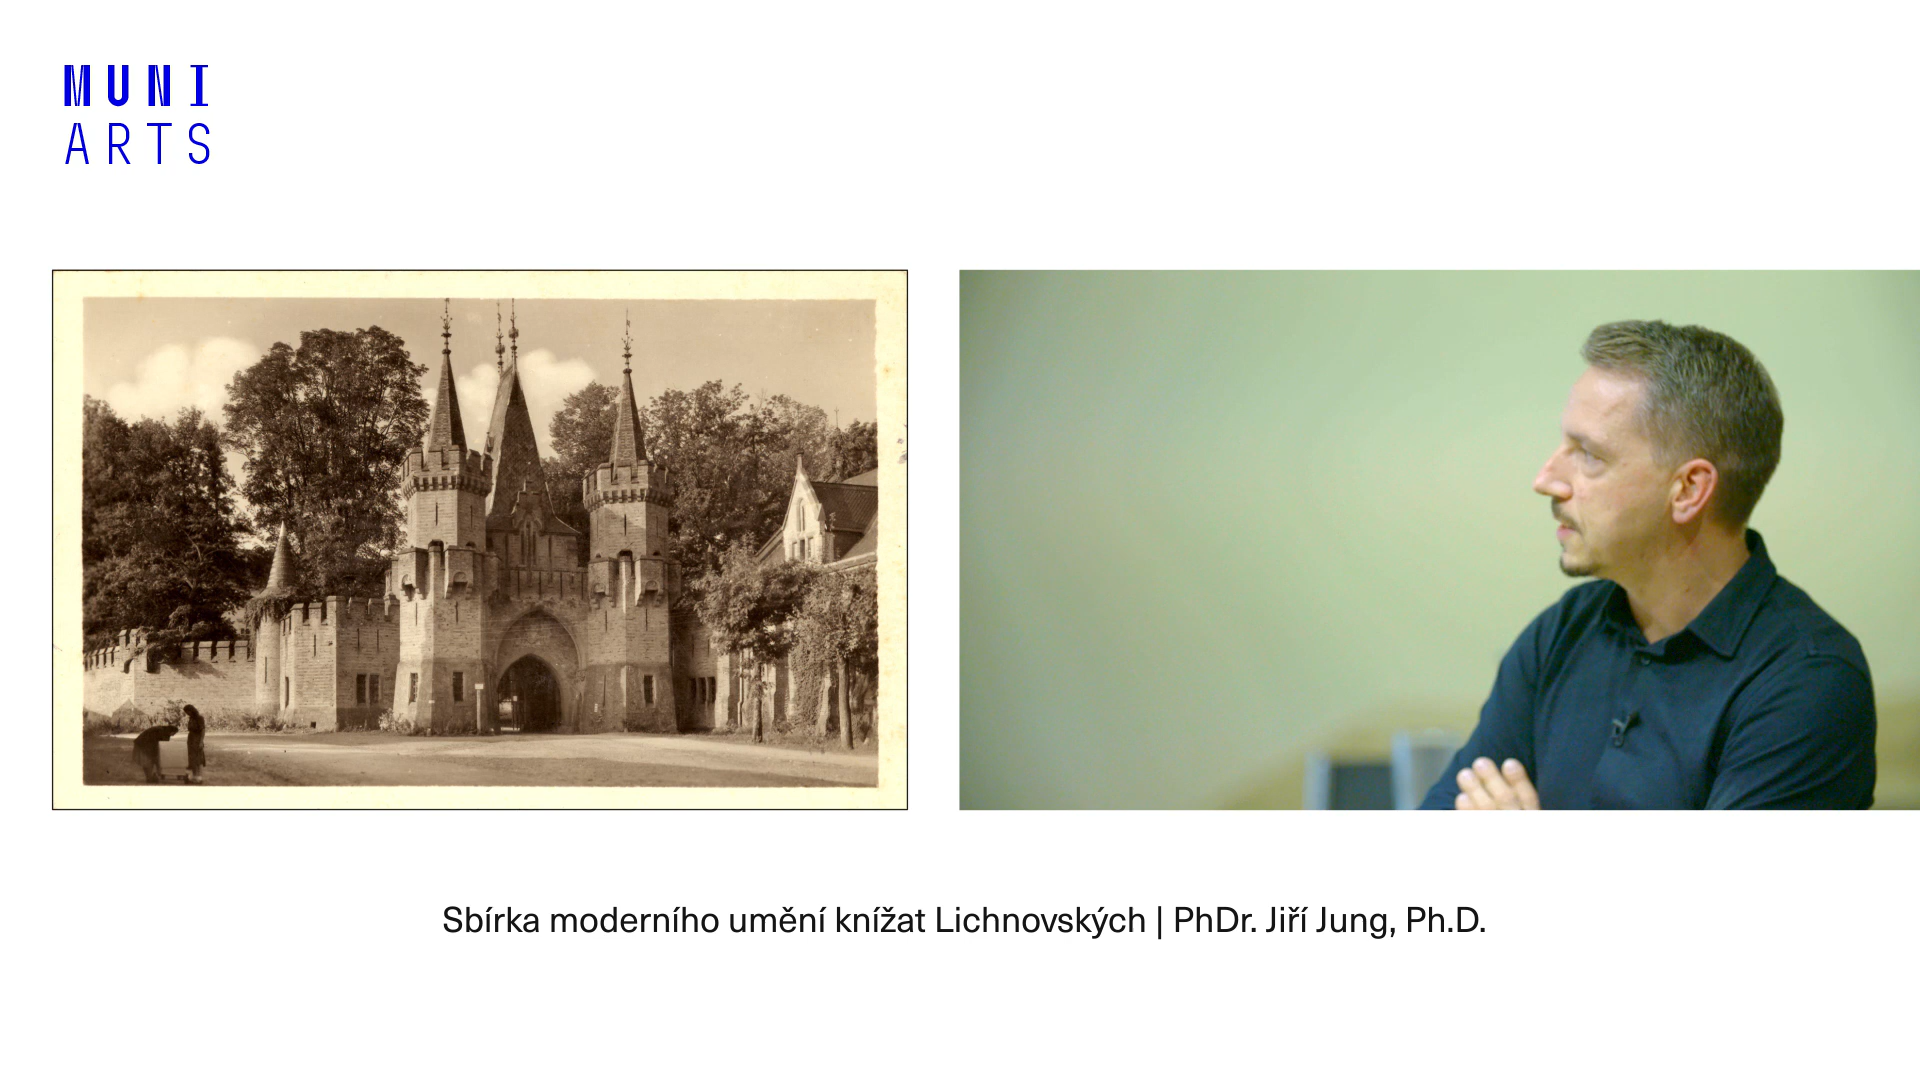 MUNI
ARTS
Sbírka moderního umění knížat Lichnovských | PhDr. Jiří Jung, Ph.D.